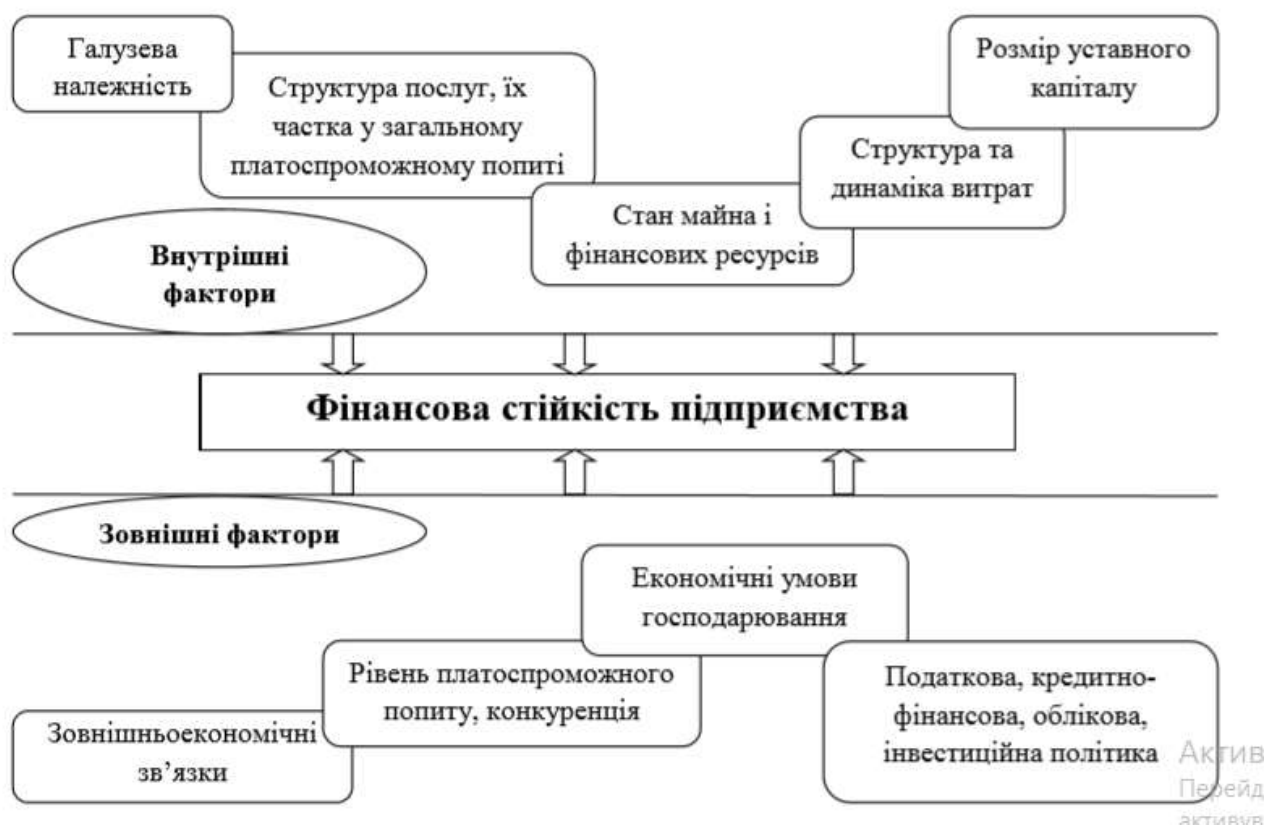 Галузева
належність
Структура послуг, їх
частка у загальному
платоспроможному попиті
Стан майна і
фінансових ресурсів
Структура та
динаміка витрат
Розмір уставного
капіталу
Внутрішні
фактори
Фінансова стійкість підприємства
Зовнішні фактори
Економічні умови
господарювання
Рівень платоспроможного
попиту, конкуренція
Зовнішньоекономічні
зв’язки
Податкова, кредитно-
фінансова, облікова,
інвестиційна політика
Актив
Перейд
активув